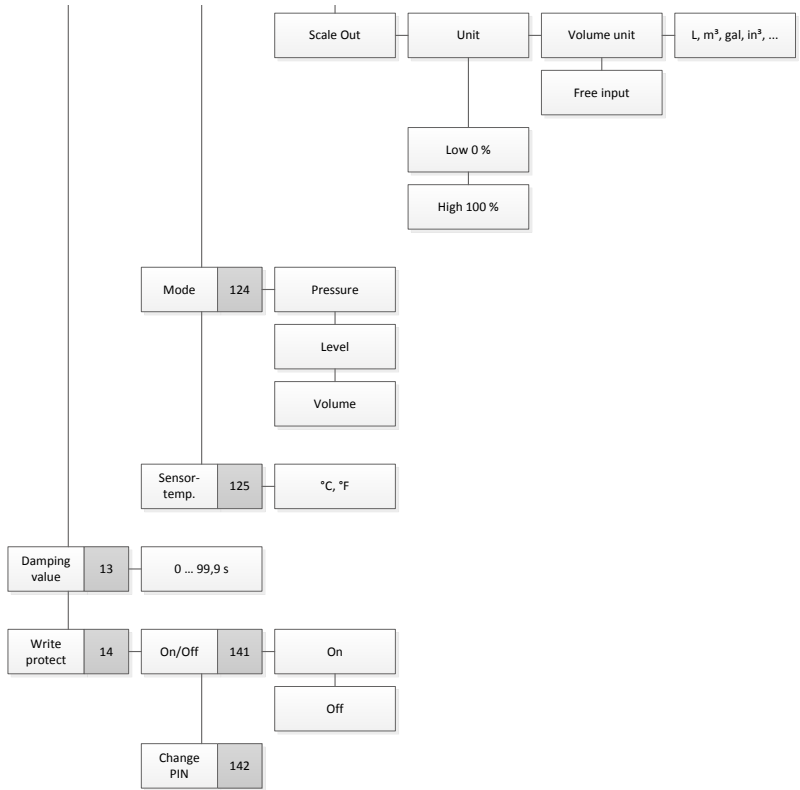 Scale Out
Unit
Volume unit
L, m³, gal, in³, ...
Free input
Low 0 %
High 100 %
Mode
124
Pressure
Level
Volume
Sensor-
temp.
125
°C, °F
Damping
value
13
0 ... 99,9 s
Write
protect
14
On/Off
141
On
Off
Change
PIN
142